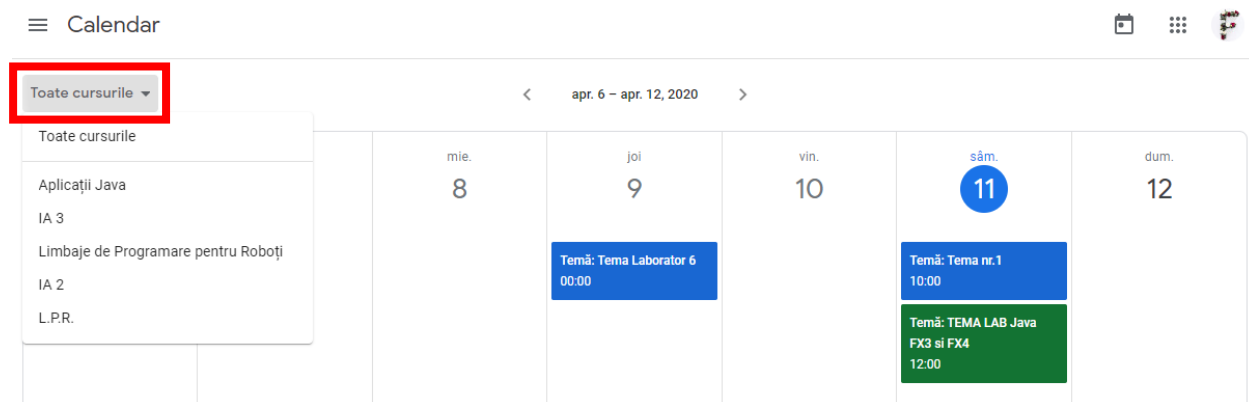 Calendar
Toate cursurile
apr. 6 – apr. 12, 2020
Toate cursurile
Aplicații Java
IA 3
Limbaje de Programare pentru Roboți
IA 2
L.P.R.
mie.
8
joi
9
vin.
10
sâm.
11
dum.
12
Temă: Tema Laborator 6
00:00
Temă: Tema nr.1
10:00
Temă: TEMA LAB Java
FX3 si FX4
12:00